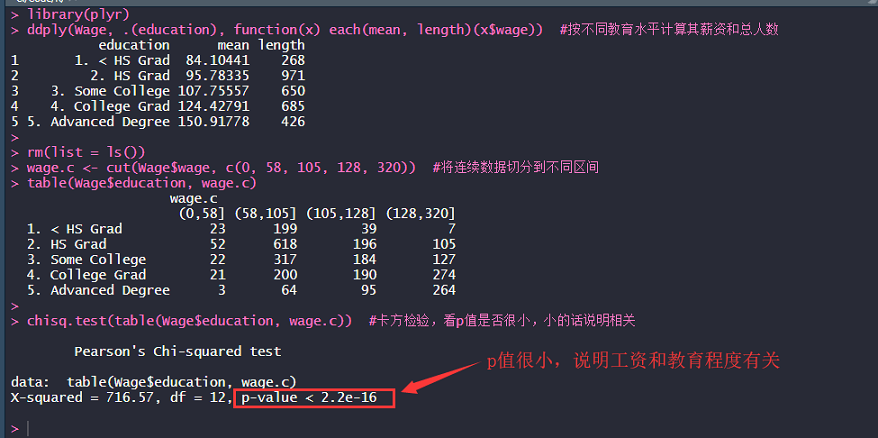 > library(plyr)
> ddply(Wage, .(education), function(x) each(mean, length)(x$wage))  #按不同教育水平计算其薪资和总人数
           education      mean length
1       1. < HS Grad  84.10441    268
2         2. HS Grad  95.78335    971
3    3. Some College 107.75557    650
4    4. College Grad 124.42791    685
5 5. Advanced Degree 150.91778    426
>
> rm(list = ls())
> wage.c <- cut(Wage$wage, c(0, 58, 105, 128, 320))  #将连续数据切分到不同区间
> table(Wage$education, wage.c)
                    wage.c
                     (0,58] (58,105] (105,128] (128,320]
  1. < HS Grad           23      199        39         7
  2. HS Grad             52      618       196       105
  3. Some College        22      317       184       127
  4. College Grad        21      200       190       274
  5. Advanced Degree      3       64        95       264
>
> chisq.test(table(Wage$education, wage.c))  #卡方检验，看p值是否很小，小的话说明相关
        Pearson's Chi-squared test
p值很小，说明工资和教育程度有关
data:  table(Wage$education, wage.c)
X-squared = 716.57, df = 12, p-value < 2.2e-16
>